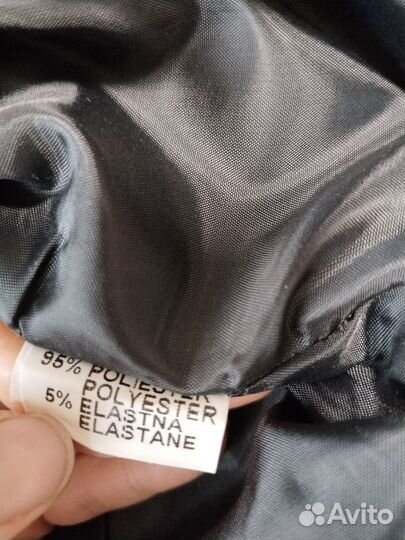 95% POLIESTER
POLYESTER
5% ELASTINA
ELASTANE
Avito